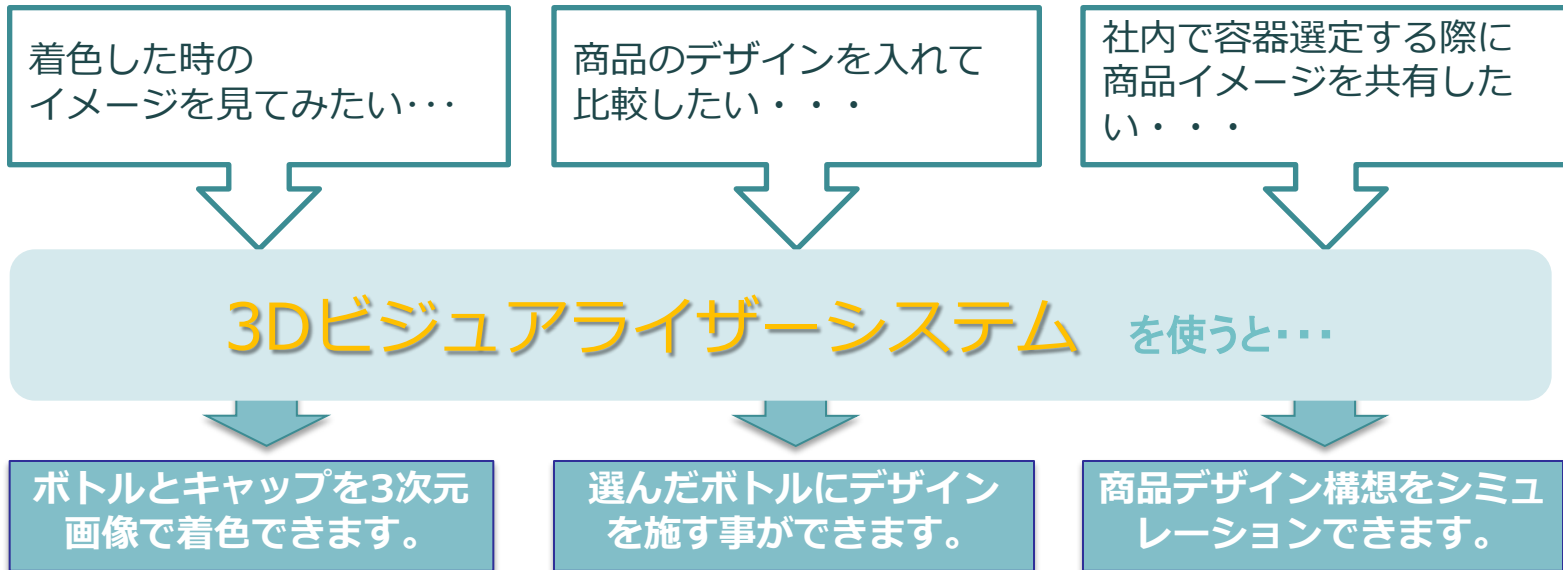 着色した時の
イメージを見てみたい･･･
商品のデザインを入れて
比較したい・・・
社内で容器選定する際に
商品イメージを共有した
い・・・
3Dビジュアライザーシステム を使うと･･･
ボトルとキャップを3次元
画像で着色できます。
選んだボトルにデザイン
を施す事ができます。
商品デザイン構想をシミュ
レーションできます。